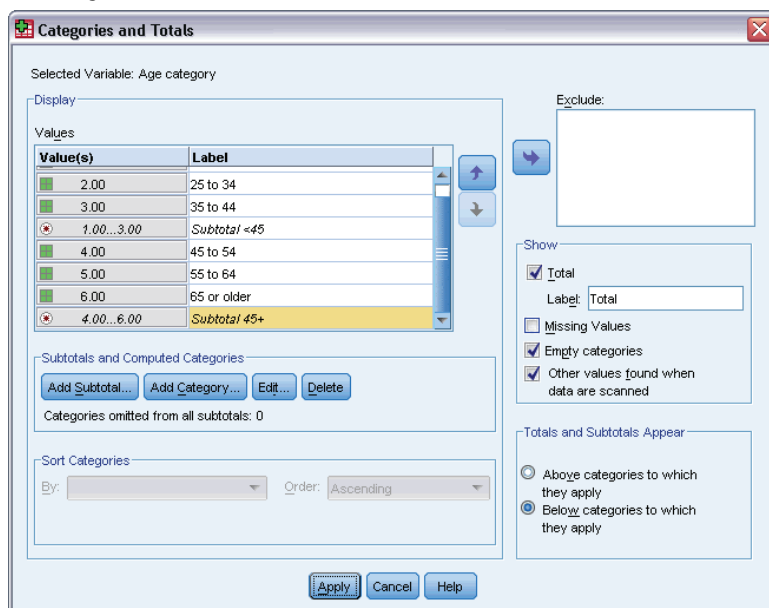 Categories and Totals
Selected Variable: Age category
Display
Values
Value(s) Label
2.00 25 to 34
3.00 35 to 44
1.00...3.00 Subtotal <45
4.00 45 to 54
5.00 55 to 64
6.00 65 or older
4.00...6.00 Subtotal 45+
Subtotals and Computed Categories
Add Subtotal... Add Category... Edit... Delete
Categories omitted from all subtotals: 0
Sort Categories
By: Order: Ascending
Exclude:
Show
Total
Label: Total
Missing Values
Empty categories
Other values found when
data are scanned
Totals and Subtotals Appear
Above categories to which
they apply
Below categories to which
they apply
Apply Cancel Help